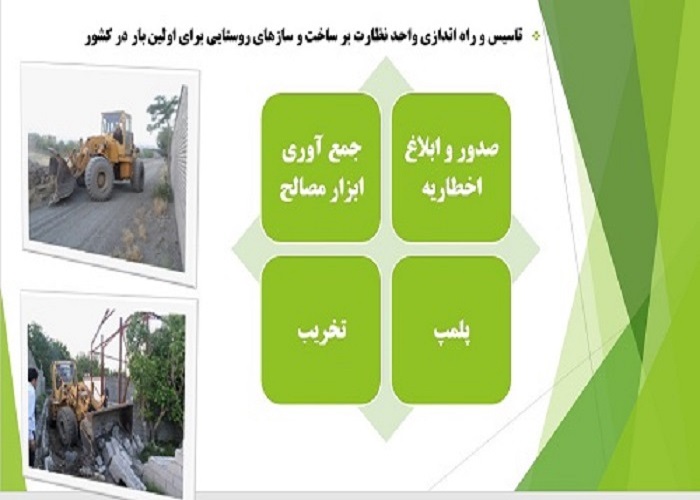 تاسیس و راه اندازی واحد نظارت بر ساخت و سازهای روستایی برای اولین بار در کشور
صدور و ابلاغ
اخطاریه
جمع آوری
ابزار مصالح
پلمپ
تخریب